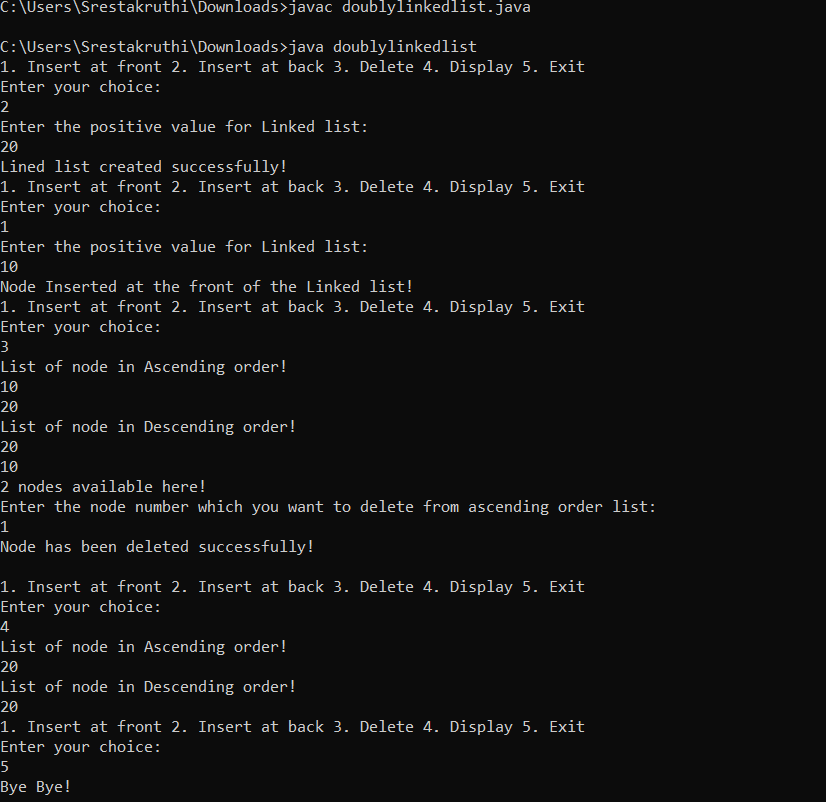 C:\Users\Srestakruthi\Downloads>javac doublylinkedlist.java
C:\Users\Srestakruthi\Downloads>java doublylinkedlist
1. Insert at front 2. Insert at back 3. Delete 4. Display 5. Exit
Enter your choice:
2
Enter the positive value for Linked list:
20
Lined list created successfully!
1. Insert at front 2. Insert at back 3. Delete 4. Display 5. Exit
Enter your choice:
1
Enter the positive value for Linked list:
10
Node Inserted at the front of the Linked list!
1. Insert at front 2. Insert at back 3. Delete 4. Display 5. Exit
Enter your choice:
3
List of node in Ascending order!
10
20
List of node in Descending order!
20
10
2 nodes available here!
Enter the node number which you want to delete from ascending order list:
1
Node has been deleted successfully!
1. Insert at front 2. Insert at back 3. Delete 4. Display 5. Exit
Enter your choice:
4
List of node in Ascending order!
20
List of node in Descending order!
20
1. Insert at front 2. Insert at back 3. Delete 4. Display 5. Exit
Enter your choice:
5
Bye Bye!